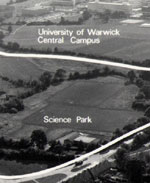 University of Warwick
Central Campus
Science Park